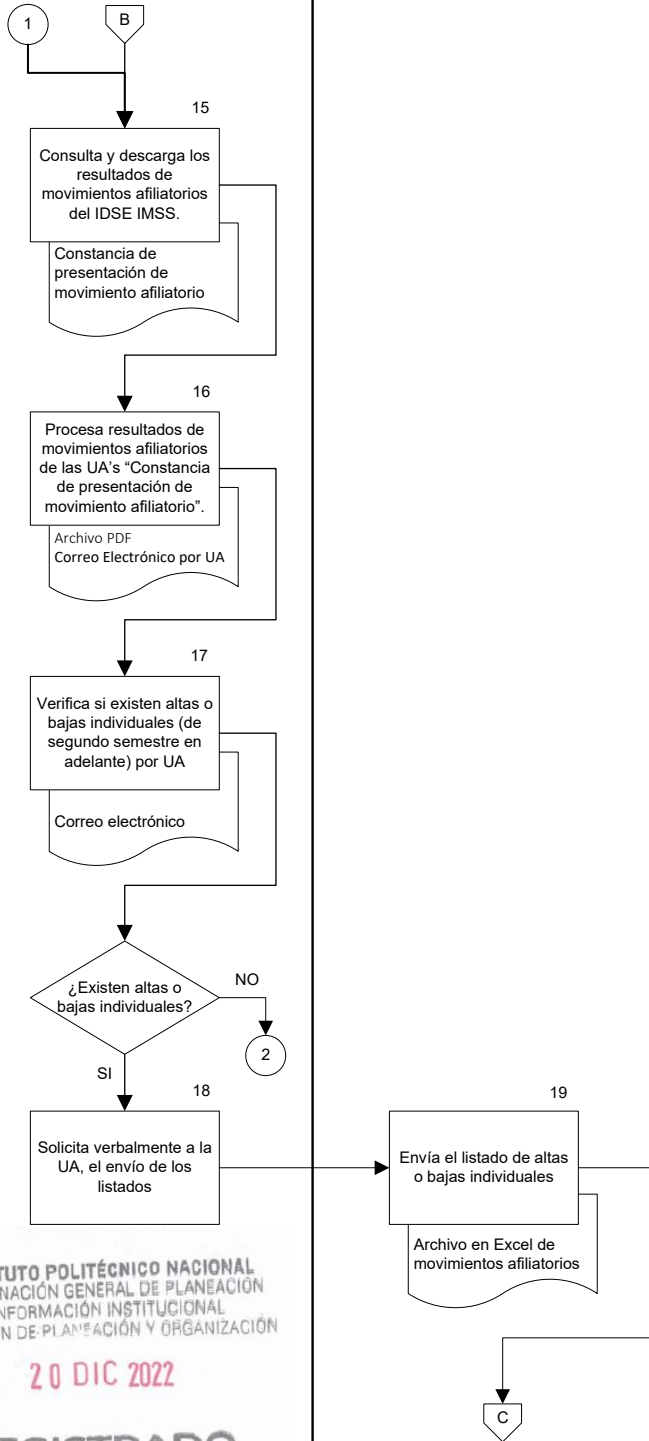 1
B
15
Consulta y descarga los
resultados de
movimientos afiliatorios
del IDSE IMSS.
Constancia de
presentación de
movimiento afiliatorio
16
Procesa resultados de
movimientos afiliatorios
de las UA's “Constancia
de presentación de
movimiento afiliatorio”.
Archivo PDF
Correo Electrónico por UA
17
Verifica si existen altas o
bajas individuales (de
segundo semestre en
adelante) por UA
Correo electrónico
¿Existen altas o
bajas individuales?
NO
2
SI
18
Solicita verbalmente a la
UA, el envío de los
listados
19
Envía el listado de altas
o bajas individuales
Archivo en Excel de
movimientos afiliatorios
C
TUTO POLITÉCNICO NACIONAL
NACIÓN GENERAL DE PLANEACIÓN
NFORMACIÓN INSTITUCIONAL
N DE PLANEACIÓN Y ORGANIZACIÓN
20 DIC 2022